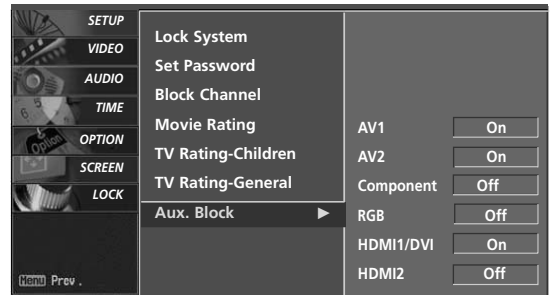 SETUP
VIDEO
AUDIO
TIME
OPTION
SCREEN
LOCK
Menu Prev.
Lock System
Set Password
Block Channel
Movie Rating
TV Rating-Children
TV Rating-General
Aux. Block ►
AV1 On
AV2 On
Component Off
RGB Off
HDMI1/DVI On
HDMI2 Off